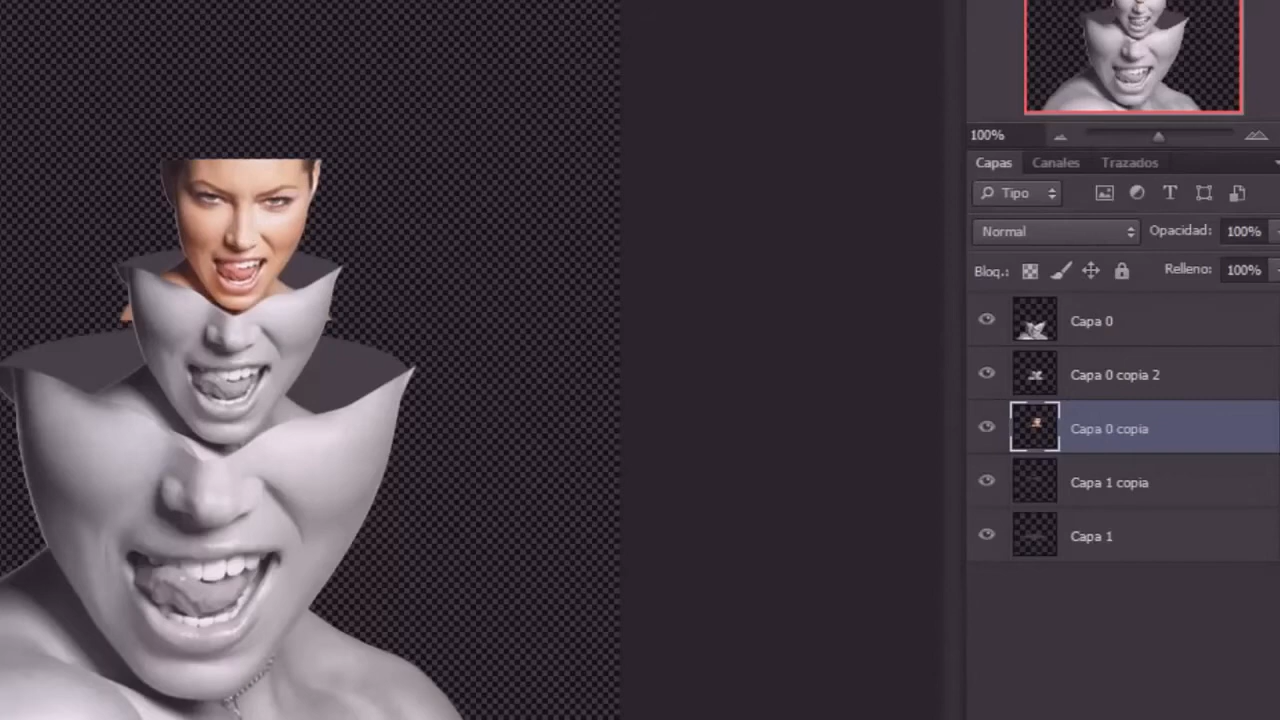 100%
Capas Canales Trazados
Tipo
Normal Opacidad: 100%
Bloq.: Relleno: 100%
Capa 0
Capa 0 copia 2
Capa 0 copia
Capa 1 copia
Capa 1